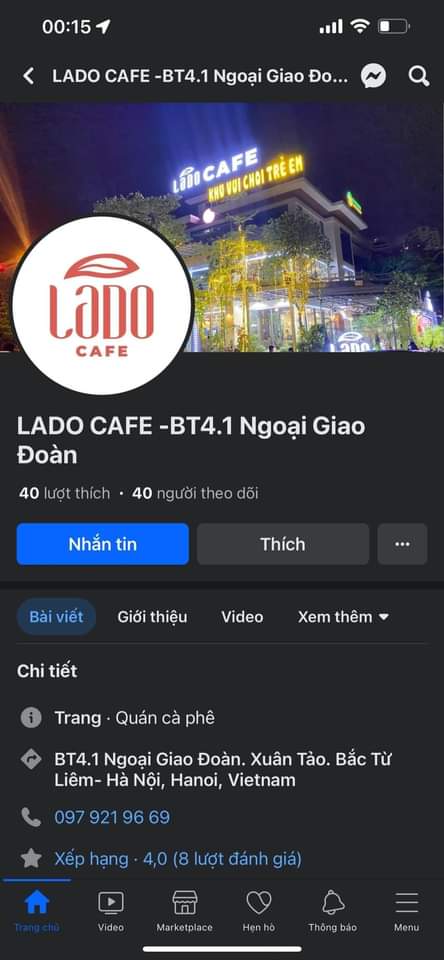 00:15
LADO CAFE -BT4.1 Ngoại Giao Đo...
LADO CAFE
KHU VUI CHƠI TRẺ EM
LADO
LADO
CAFE
LADO CAFE -BT4.1 Ngoại Giao
Đoàn
40 lượt thích · 40 người theo dõi
Nhắn tin
Thích
Bài viết
Giới thiệu
Video
Xem thêm
Chi tiết
Trang · Quán cà phê
BT4.1 Ngoại Giao Đoàn. Xuân Tảo. Bắc Từ
Liêm- Hà Nội, Hanoi, Vietnam
097 921 96 69
Xếp hạng · 4,0 (8 lượt đánh giá)
Trang chủ
Video
Marketplace
Hẹn hò
Thông báo
Menu